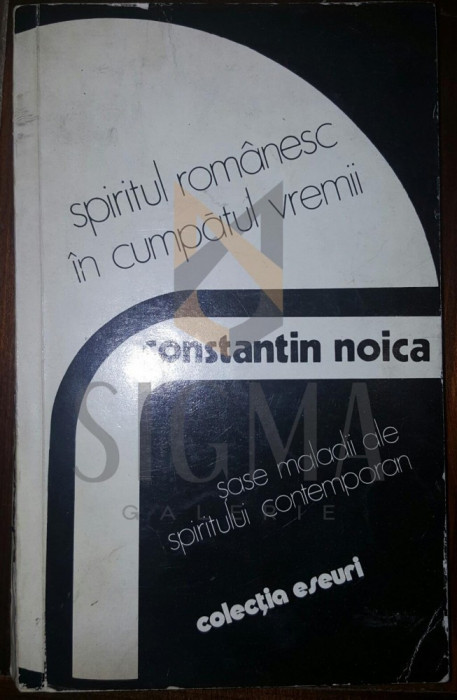 spiritul românesc
în cumpătul vremii
constantin noica
SIGMA
GALERIE
șase maladii ale
spiritului contemporan
colecția eseuri